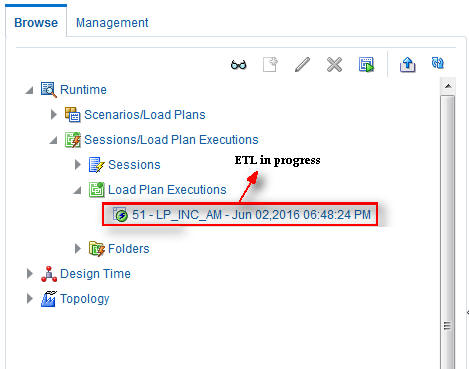 Browse
Management
Runtime
Scenarios/Load Plans
Sessions/Load Plan Executions
Sessions
ETL in progress
Load Plan Executions
51 - LP_INC_AM - Jun 02,2016 06:48:24 PM
Folders
Design Time
Topology